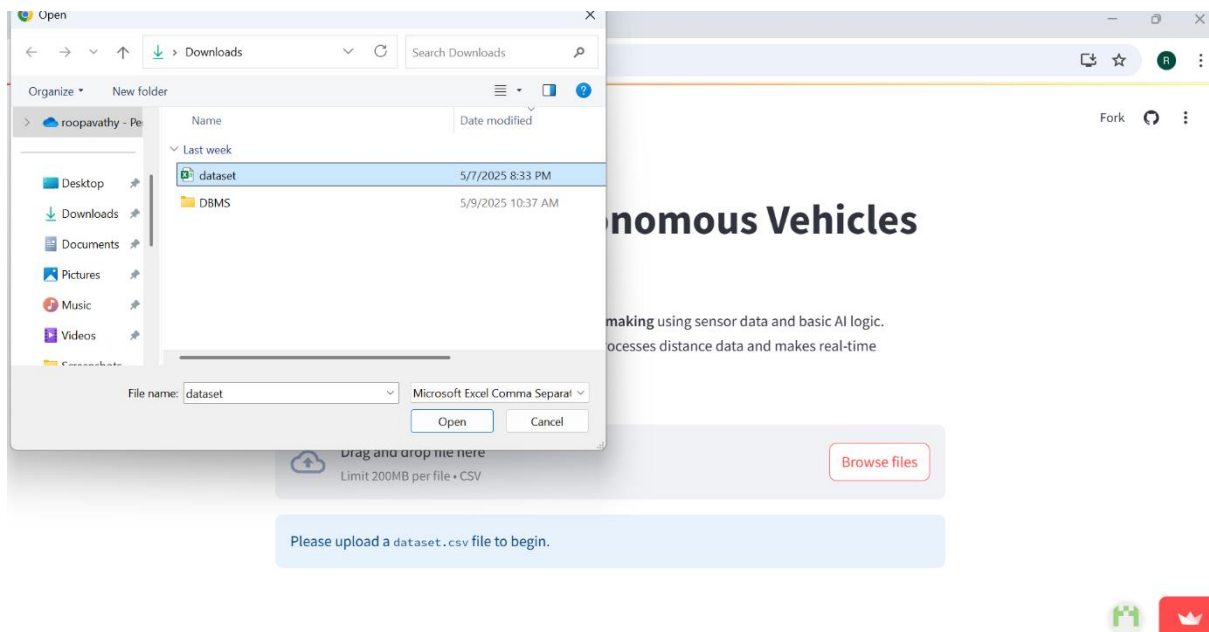 Open
Downloads
Search Downloads
Organize
New folder
roopavathy - Pe
Name
Date modified
Last week
dataset
5/7/2025 8:33 PM
DBMS
5/9/2025 10:37 AM
Desktop
Downloads
Documents
Pictures
Music
Videos
File name:
dataset
Microsoft Excel Comma Separat
Open
Cancel
R
Fork
nomous Vehicles
making using sensor data and basic AI logic.
ocesses distance data and makes real-time
Drag and drop file here
Limit 200MB per file • CSV
Browse files
Please upload a dataset.csv file to begin.